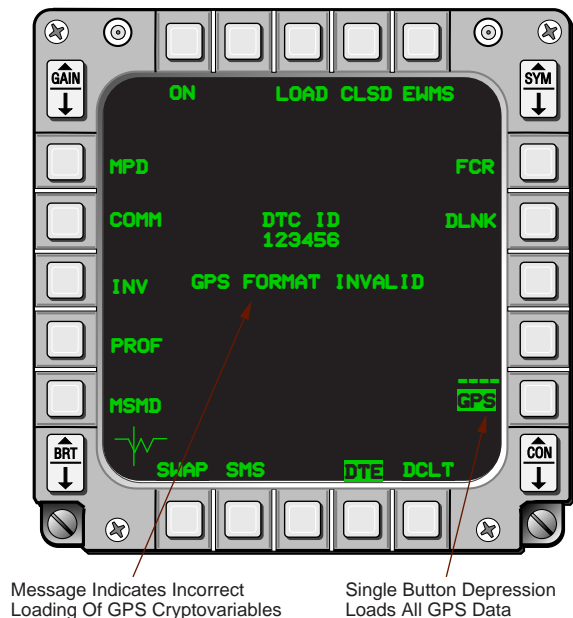 GAIN
SYM
ON LOAD CLSD EWMS
MPD FCR
COMM DTC ID DLNK
123456
INV GPS FORMAT INVALID
PROF
MSMD GPS
BRT
CON
SWAP SMS DTE DCLT
Message Indicates Incorrect
Loading Of GPS Cryptovariables
Single Button Depression
Loads All GPS Data